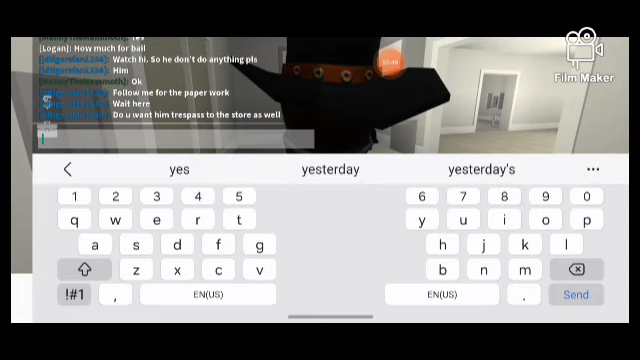 Yes
[Logan]: How much for bail
Watch hi. So he don't do anything pls
Him
Ok
Follow me for the paper work
Wait here
Do u want him trespass to the store as well
Film Maker
yes
yesterday
yesterday's
1 2 3 4 5 6 7 8 9 0
q w e r t y u i o p
a s d f g h j k l
z x c v b n m
!#1 , EN(US) EN(US) . Send